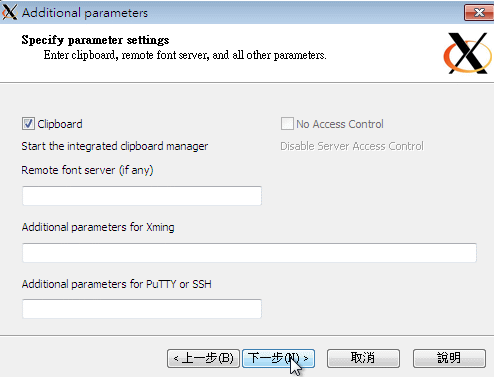 Additional parameters
Specify parameter settings
Enter clipboard, remote font server, and all other parameters.
Clipboard
No Access Control
Start the integrated clipboard manager
Disable Server Access Control
Remote font server (if any)
Additional parameters for Xming
Additional parameters for PuTTY or SSH
< 上一步(B)
下一步(N) >
取消
說明